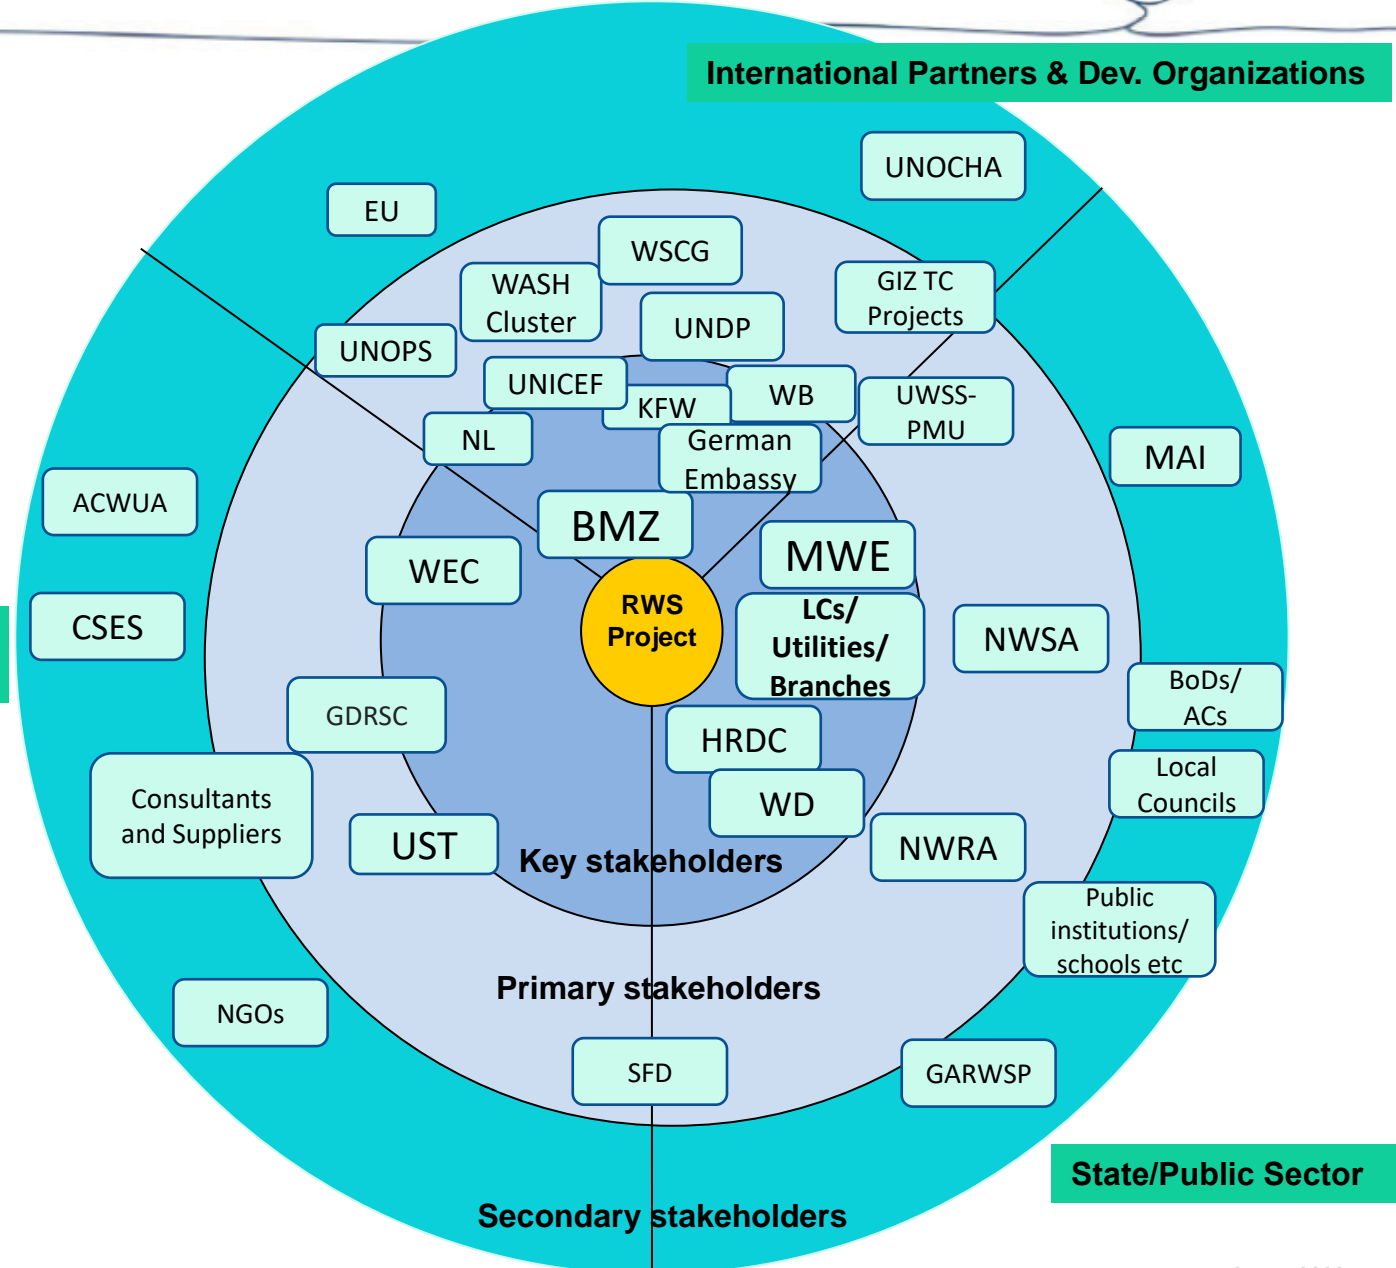 International Partners & Dev. Organizations
UNOCHA
EU
WSCG
WASH
Cluster
GIZ TC
Projects
UNDP
UNOPS
UNICEF
KFW
WB
UWSS-
PMU
NL
German
Embassy
MAI
ACWUA
BMZ
MWE
WEC
RWS
Project
LCs/
Utilities/
Branches
CSES
NWSA
BoDs/
ACs
GDRSC
HRDC
Local
Councils
Consultants
and Suppliers
WD
UST
NWRA
Key stakeholders
Public
institutions/
schools etc
Primary stakeholders
NGOs
SFD
GARWSP
State/Public Sector
Secondary stakeholders